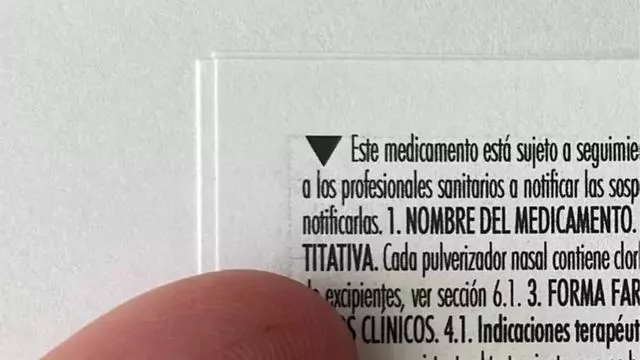 ▼ Este medicamento está sujeto a seguimie
a los profesionales sanitarios a notificar las sosp
notificarlas. 1. NOMBRE DEL MEDICAMENTO.
TITATIVA. Cada pulverizador nasal contiene clor
excipientes, ver sección 6.1. 3. FORMA FAR
CLÍNICOS. 4.1. Indicaciones terapéut